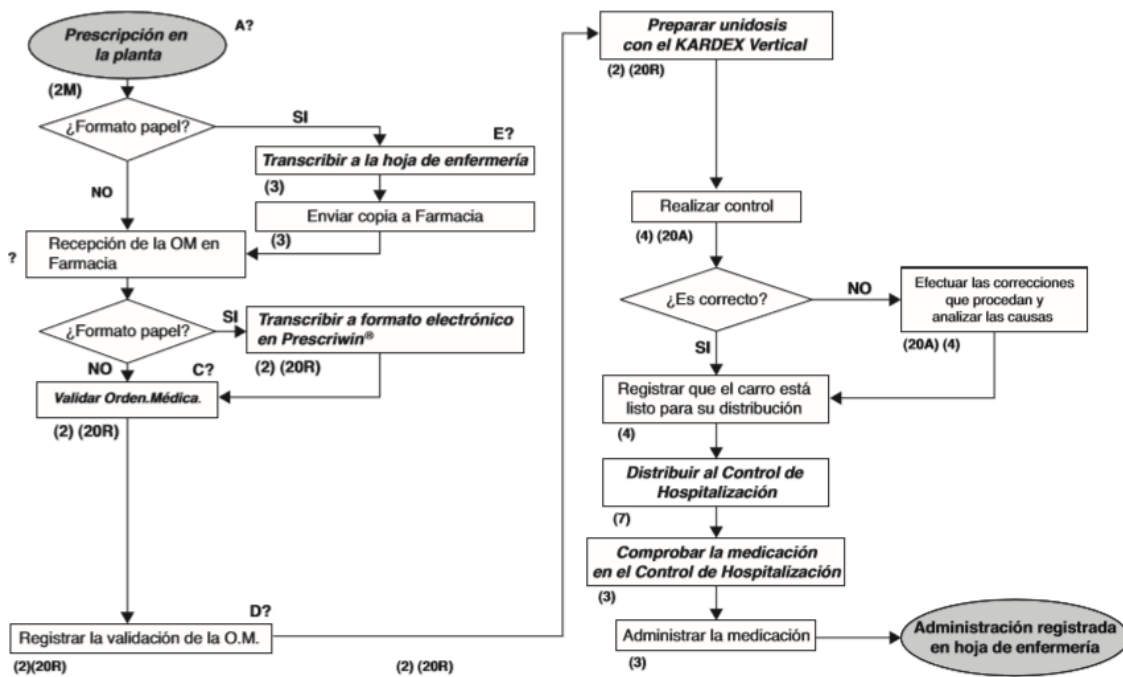 Prescripción en
la planta
A?
(2M)
¿Formato papel?
SI
E?
Transcribir a la hoja de enfermería
(3)
NO
Enviar copia a Farmacia
(3)
?
Recepción de la OM en
Farmacia
¿Formato papel?
SI
Transcribir a formato electrónico
en Prescriwin®
(2) (20R)
NO
C?
Validar Orden.Médica.
(2) (20R)
D?
Registrar la validación de la O.M.
(2)(20R)
(2) (20R)
Preparar unidosis
con el KARDEX Vertical
(2) (20R)
Realizar control
(4) (20A)
¿Es correcto?
NO
Efectuar las correcciones
que procedan y
analizar las causas
(20A) (4)
SI
Registrar que el carro está
listo para su distribución
(4)
Distribuir al Control de
Hospitalización
(7)
Comprobar la medicación
en el Control de Hospitalización
(3)
Administrar la medicación
(3)
Administración registrada
en hoja de enfermería